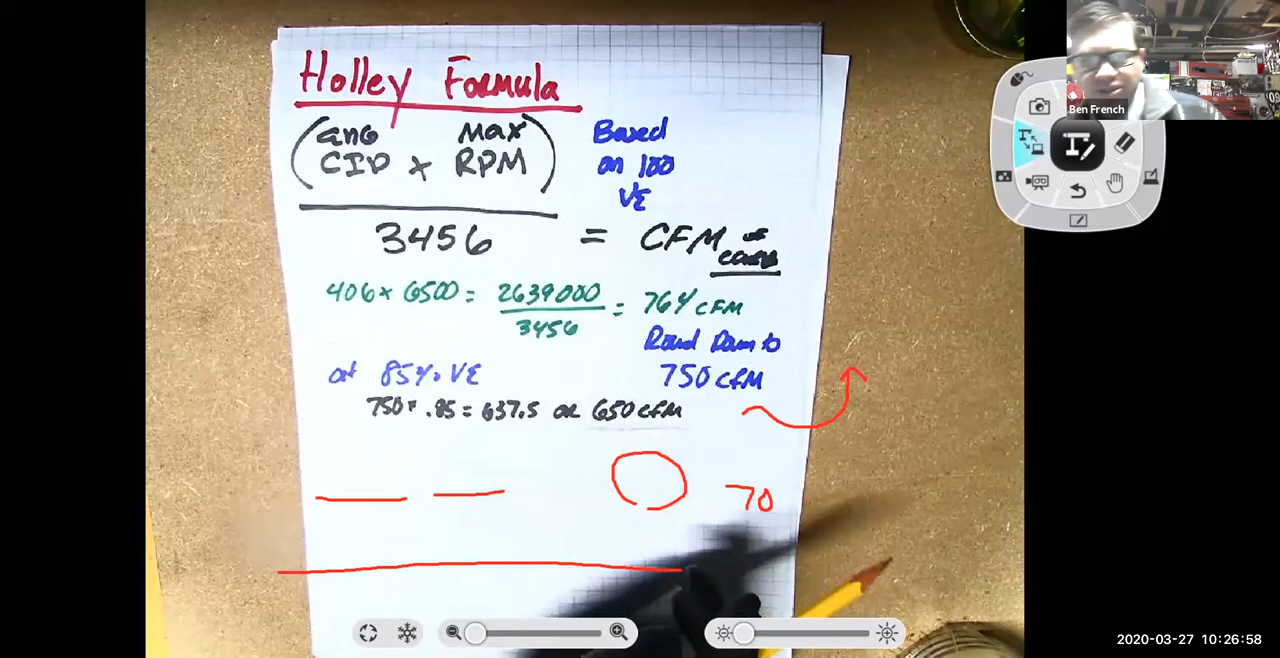 Holley Formula
(eng CID x Max RPM)
Based
on 100
VE
3456 = CFM of
carb
406 x 6500 = 2639000 / 3456 = 764 CFM
Round Down to
750 CFM
at 85% VE
750 x .85 = 637.5 or 650 CFM
70
Ben French
2020-03-27 10:26:58